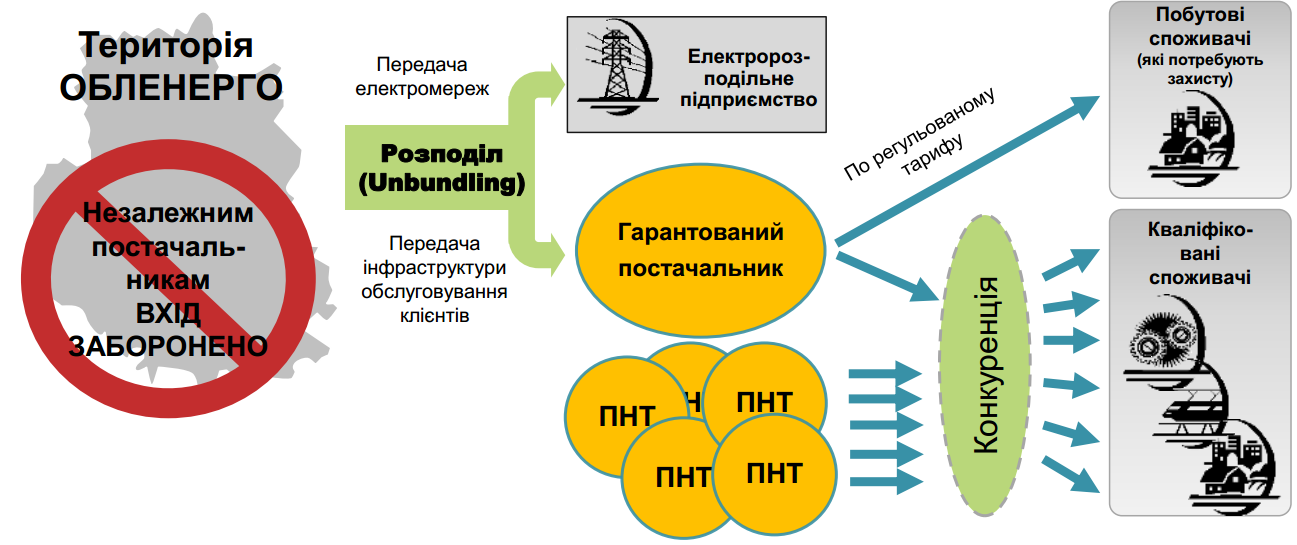 Територія
ОБЛЕНЕРГО
Незалежним
постачаль-
никам
ВХІД
ЗАБОРОНЕНО
Передача
електромереж
Розподіл
(Unbundling)
Передача
інфраструктури
обслуговування
клієнтів
Електророз-
подільне
підприємство
Гарантований
постачальник
ПНТ
Н
ПНТ
ПНТ
ПНТ
По регульованому
тарифу
Конкуренція
Побутові
споживачі
(які потребують
захисту)
Кваліфіко-
вані
споживачі